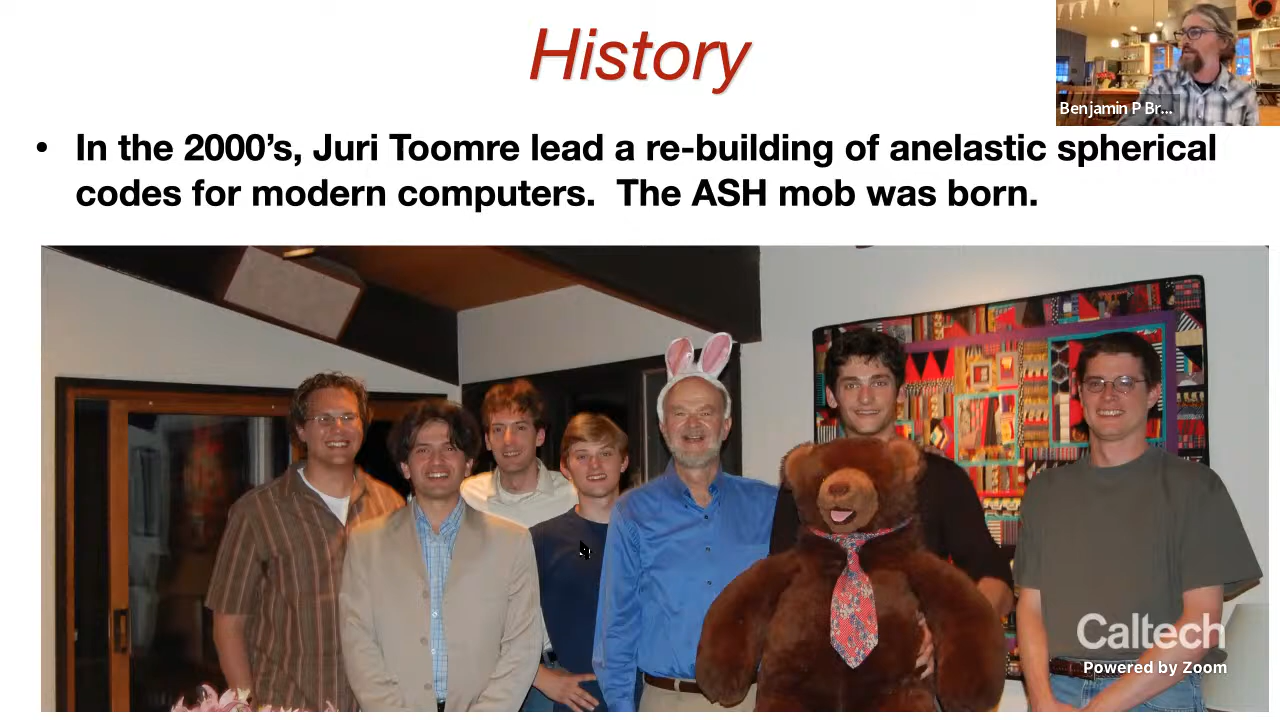 History
Benjamin P Br...
• In the 2000’s, Juri Toomre lead a re-building of anelastic spherical
codes for modern computers.  The ASH mob was born.
Caltech
Powered by Zoom